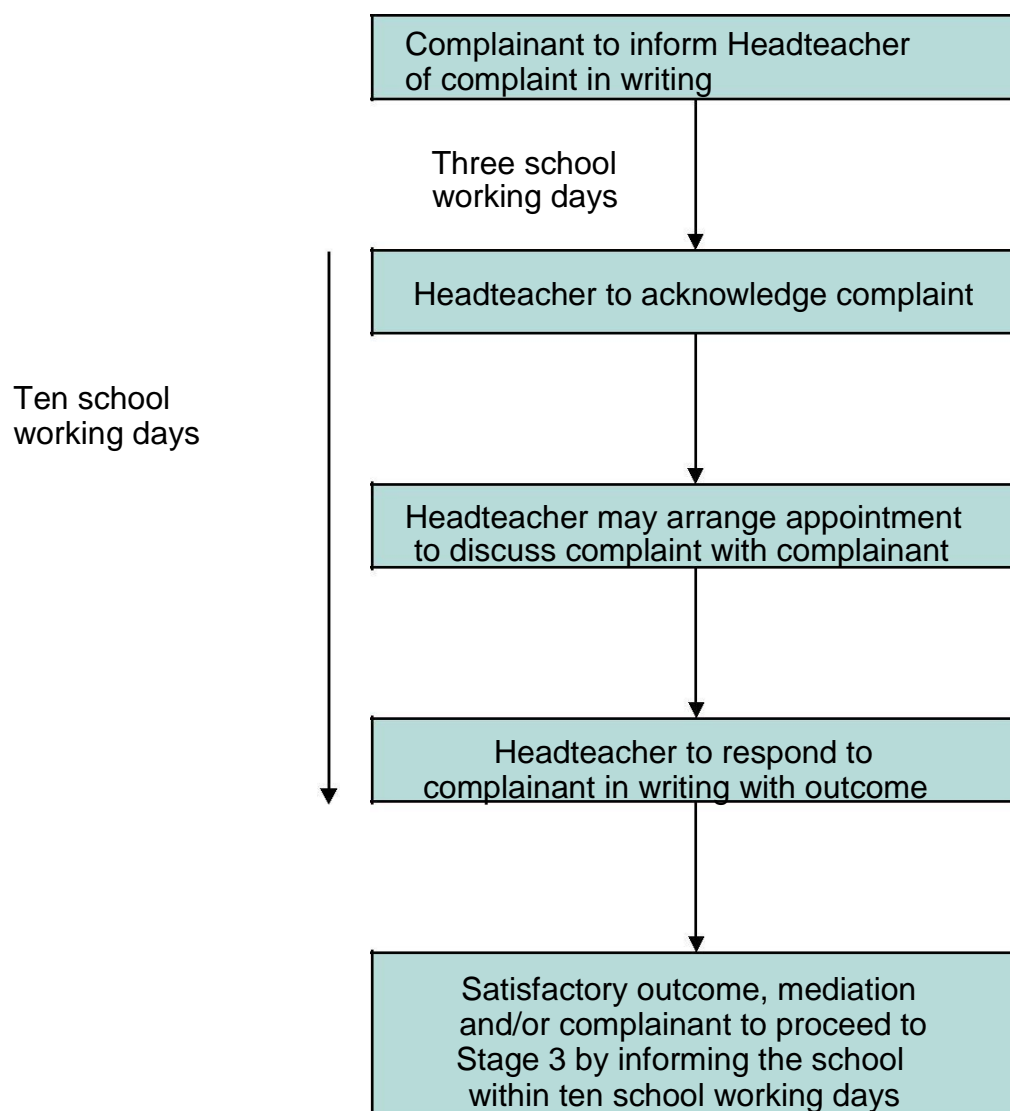 Complainant to inform Headteacher
of complaint in writing
Three school
working days
Headteacher to acknowledge complaint
Ten school
working days
Headteacher may arrange appointment
to discuss complaint with complainant
Headteacher to respond to
complainant in writing with outcome
Satisfactory outcome, mediation
and/or complainant to proceed to
Stage 3 by informing the school
within ten school working days